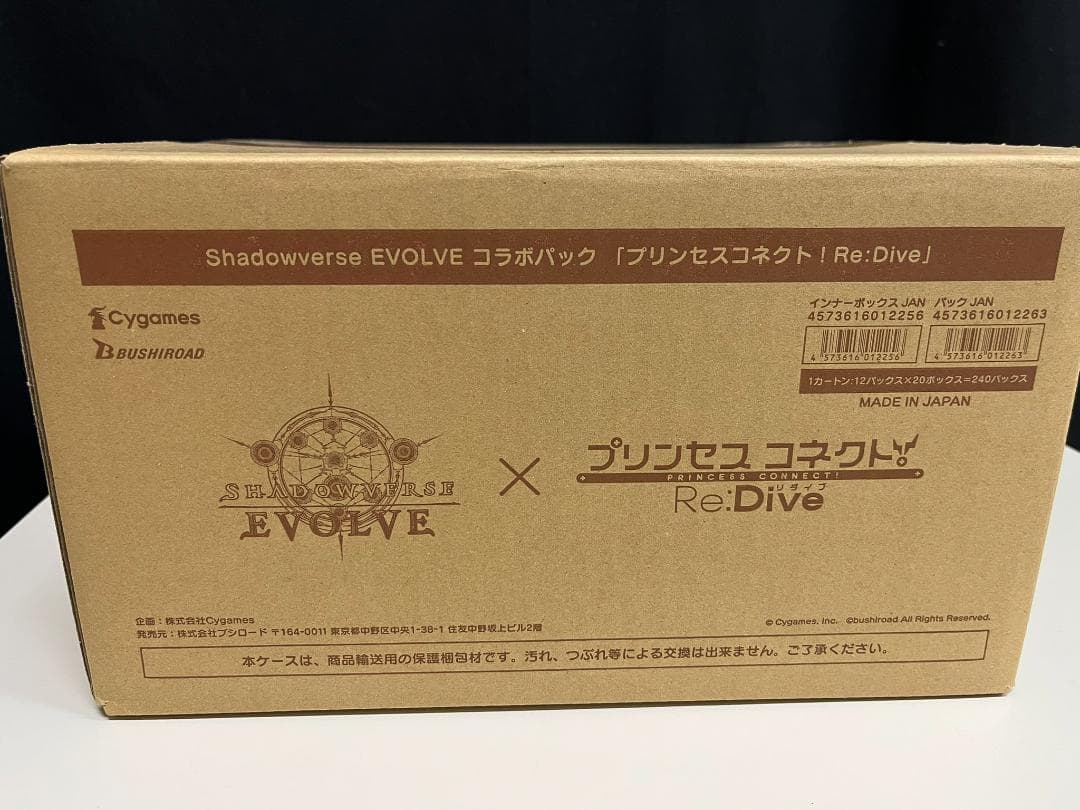 Shadowverse EVOLVE コラボパック 「プリンセスコネクト！Re:Dive」
Cygames
BUSHIROAD
インナーボックス JAN パック JAN
4573616012256 4573616012263
4 573616 012256 4 573616 012263
1カートン:12パックス×20ボックス=240パックス
MADE IN JAPAN
SHADOWVERSE
EVOLVE
×
プリンセス コネクト!
PRINCESS CONNECT!
リダイブ
Re:Dive
企画：株式会社Cygames
発売元：株式会社ブシロード 〒164-0011 東京都中野区中央1-38-1 住友中野坂上ビル2階
© Cygames, Inc. ©bushiroad All Rights Reserved.
本ケースは、商品輸送用の保護梱包材です。汚れ、つぶれ等による交換は出来ません。ご了承ください。